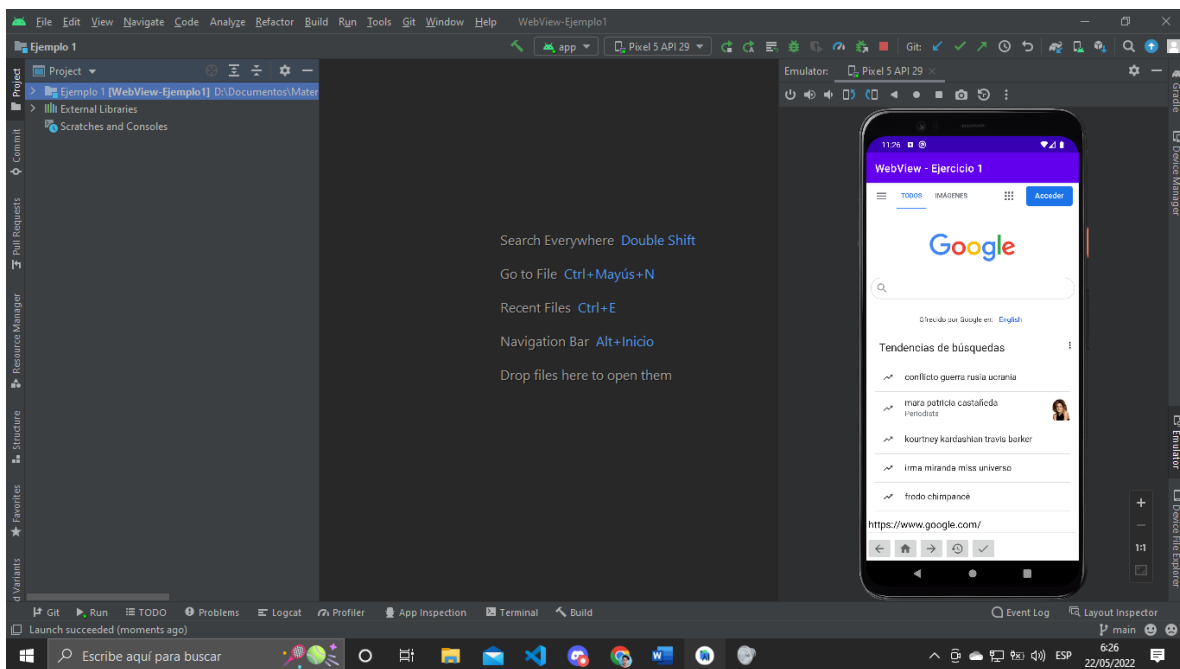 File Edit View Navigate Code Analyze Refactor Build Run Tools Git Window Help WebView-Ejemplo1
Ejemplo 1
app
Pixel 5 API 29
Git:
Project
Emulator: Pixel 5 API 29
Ejemplo 1 [WebView-Ejemplo1] D:\Documentos\Mater
External Libraries
Scratches and Consoles
Project
Commit
Pull Requests
Resource Manager
Structure
Favorites
d Variants
Search Everywhere Double Shift
Go to File Ctrl+Mayús+N
Recent Files Ctrl+E
Navigation Bar Alt+Inicio
Drop files here to open them
11:26
WebView - Ejercicio 1
TODOS IMÁGENES Acceder
Google
Ofrecido por Google en: English
Tendencias de búsquedas
conflicto guerra rusia ucrania
mara patricia castañeda
Periodista
kourtney kardashian travis barker
irma miranda miss universo
frodo chimpancé
https://www.google.com/
1:1
Gradle
Device Manager
Emulator
Device File Explorer
Git Run TODO Problems Logcat Profiler App Inspection Terminal Build Event Log Layout Inspector
Launch succeeded (moments ago) main
Escribe aquí para buscar
ESP
6:26
22/05/2022